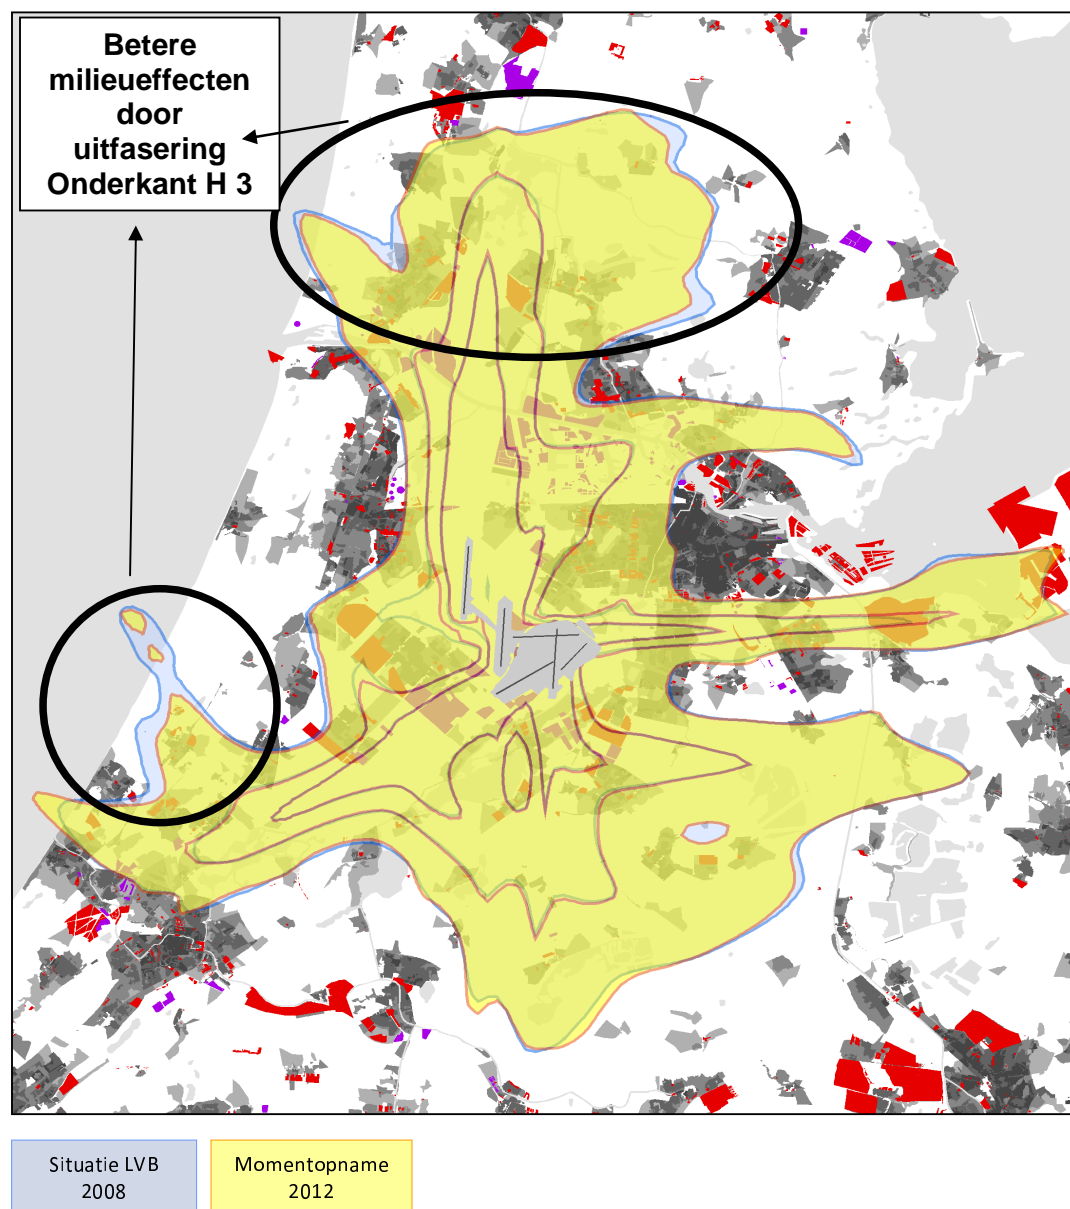 Betere
milieueffecten
door
uitfasering
Onderkant H 3
Situatie LVB
2008
Momentopname
2012